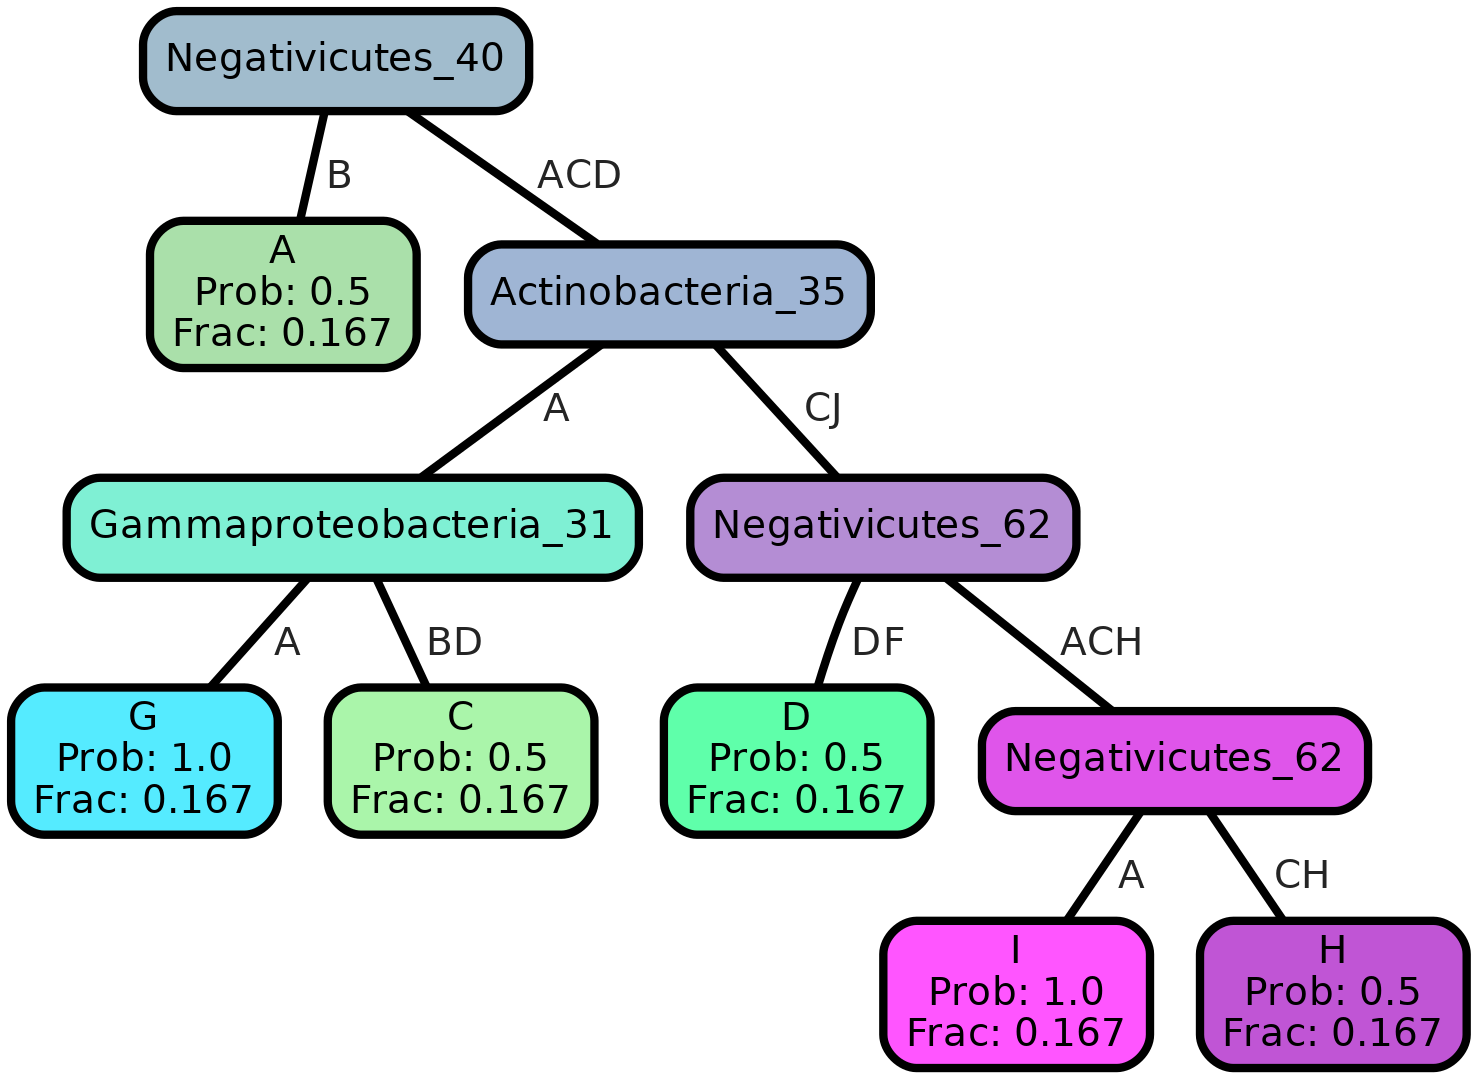 Negativicutes_40
B
ACD
A
Prob: 0.5
Frac: 0.167
Actinobacteria_35
A
CJ
Gammaproteobacteria_31
Negativicutes_62
A
BD
DF
ACH
G
Prob: 1.0
Frac: 0.167
C
Prob: 0.5
Frac: 0.167
D
Prob: 0.5
Frac: 0.167
Negativicutes_62
A
CH
I
Prob: 1.0
Frac: 0.167
H
Prob: 0.5
Frac: 0.167